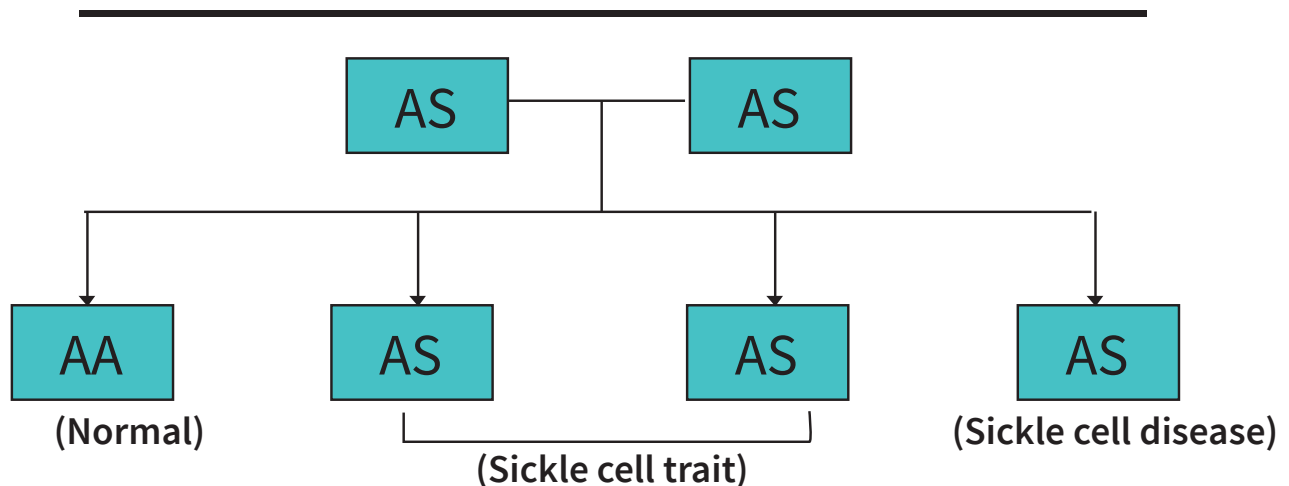 AS AS
AA AS AS AS
(Normal) (Sickle cell disease)
(Sickle cell trait)